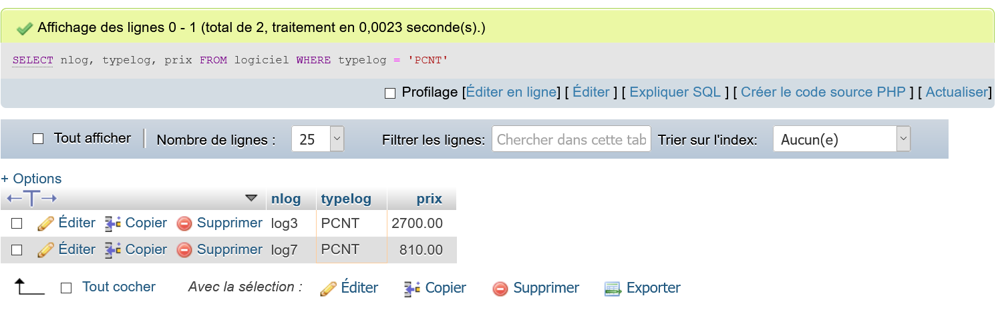 Affichage des lignes 0 - 1 (total de 2, traitement en 0,0023 seconde(s).)
SELECT nlog, typelog, prix FROM logiciel WHERE typelog = 'PCNT'
Profilage [Éditer en ligne] [ Éditer ] [ Expliquer SQL ] [ Créer le code source PHP ] [ Actualiser]
Tout afficher Nombre de lignes : 25 Filtrer les lignes: Chercher dans cette tab Trier sur l'index: Aucun(e)
+ Options
nlog typelog prix
Éditer Copier Supprimer log3 PCNT 2700.00
Éditer Copier Supprimer log7 PCNT 810.00
Tout cocher Avec la sélection : Éditer Copier Supprimer Exporter